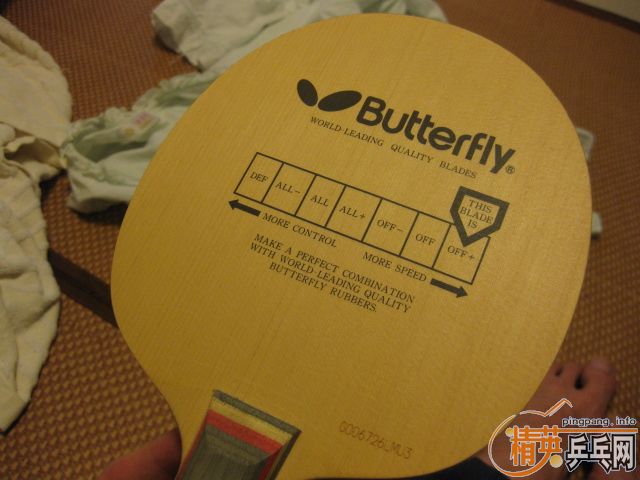 Butterfly®
WORLD-LEADING QUALITY BLADES
THIS
BLADE
IS
DEF ALL- ALL ALL+ OFF- OFF OFF+
MORE CONTROL MORE SPEED
MAKE A PERFECT COMBINATION
WITH WORLD-LEADING QUALITY
BUTTERFLY RUBBERS.
pingpang.info
精英乒乓网